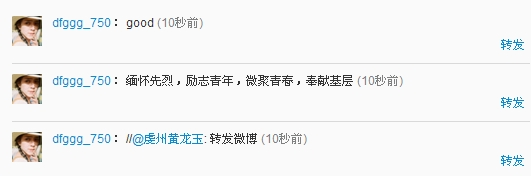 dfggg_750： good (10秒前)
转发
dfggg_750： 缅怀先烈，励志青年，微聚青春，奉献基层 (10秒前)
转发
dfggg_750： //@虔州黄龙玉: 转发微博 (10秒前)
转发